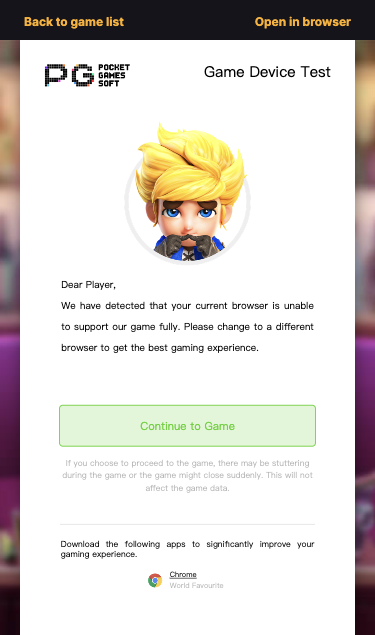 Back to game list
Open in browser
PG POCKET GAMES SOFT
Game Device Test
Dear Player,
We have detected that your current browser is unable
to support our game fully. Please change to a different
browser to get the best gaming experience.
Continue to Game
If you choose to proceed to the game, there may be stuttering
during the game or the game might close suddenly. This will not
affect the game data.
Download the following apps to significantly improve your
gaming experience.
Chrome
World Favourite